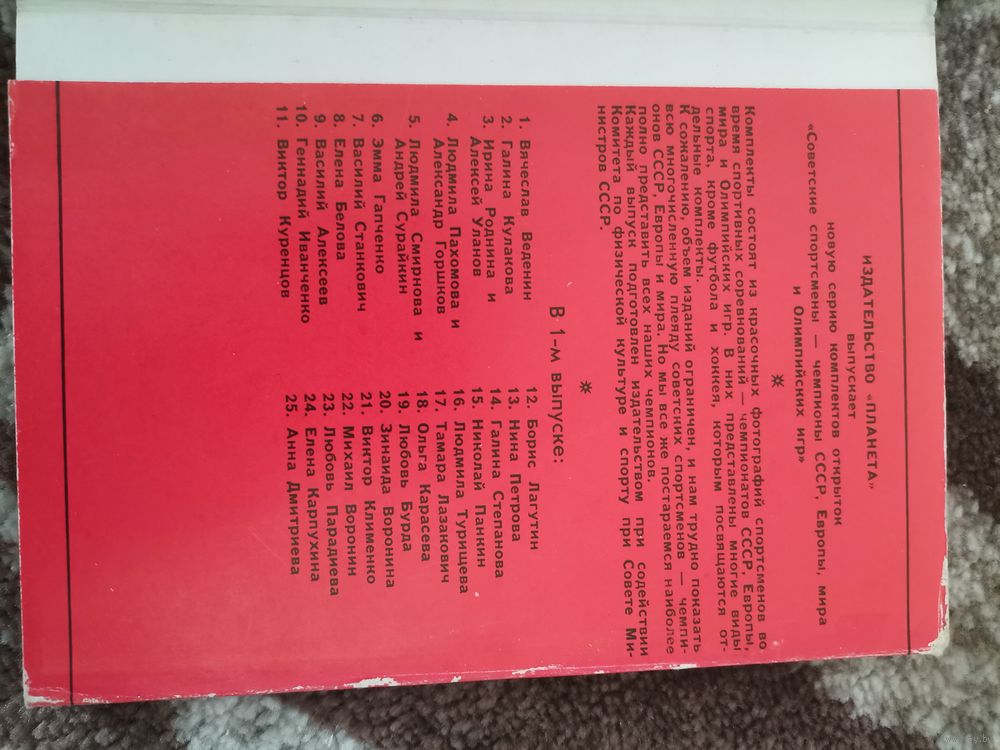 ИЗДАТЕЛЬСТВО «ПЛАНЕТА»
выпускает
новую серию комплектов открыток
«Советские спортсмены — чемпионы СССР, Европы, мира
и Олимпийских игр»
Комплекты состоят из красочных фотографий спортсменов во
время спортивных соревнований — чемпионатов СССР, Европы,
мира и Олимпийских игр. В них представлены многие виды
спорта, кроме футбола и хоккея, которым посвящаются от-
дельные комплекты.
К сожалению, объем изданий ограничен, и нам трудно показать
всю многочисленную плеяду советских спортсменов — чемпи-
онов СССР, Европы и мира. Но мы все же постараемся наиболее
полно представить всех наших чемпионов.
Каждый выпуск подготовлен издательством при содействии
Комитета по физической культуре и спорту при Совете Ми-
нистров СССР.
В 1-м выпуске:
1. Вячеслав Веденин
2. Галина Кулакова
3. Ирина Роднина и
Алексей Уланов
4. Людмила Пахомова и
Александр Горшков
5. Людмила Смирнова и
Андрей Сурайкин
6. Эмма Гапченко
7. Василий Станкович
8. Елена Белова
9. Василий Алексеев
10. Геннадий Иванченко
11. Виктор Куренцов
12. Борис Лагутин
13. Нина Петрова
14. Галина Степанова
15. Николай Панкин
16. Людмила Турищева
17. Тамара Лазакович
18. Ольга Карасева
19. Любовь Бурда
20. Зинаида Воронина
21. Виктор Клименко
22. Михаил Воронин
23. Любовь Парадиева
24. Елена Карпухина
25. Анна Дмитриева